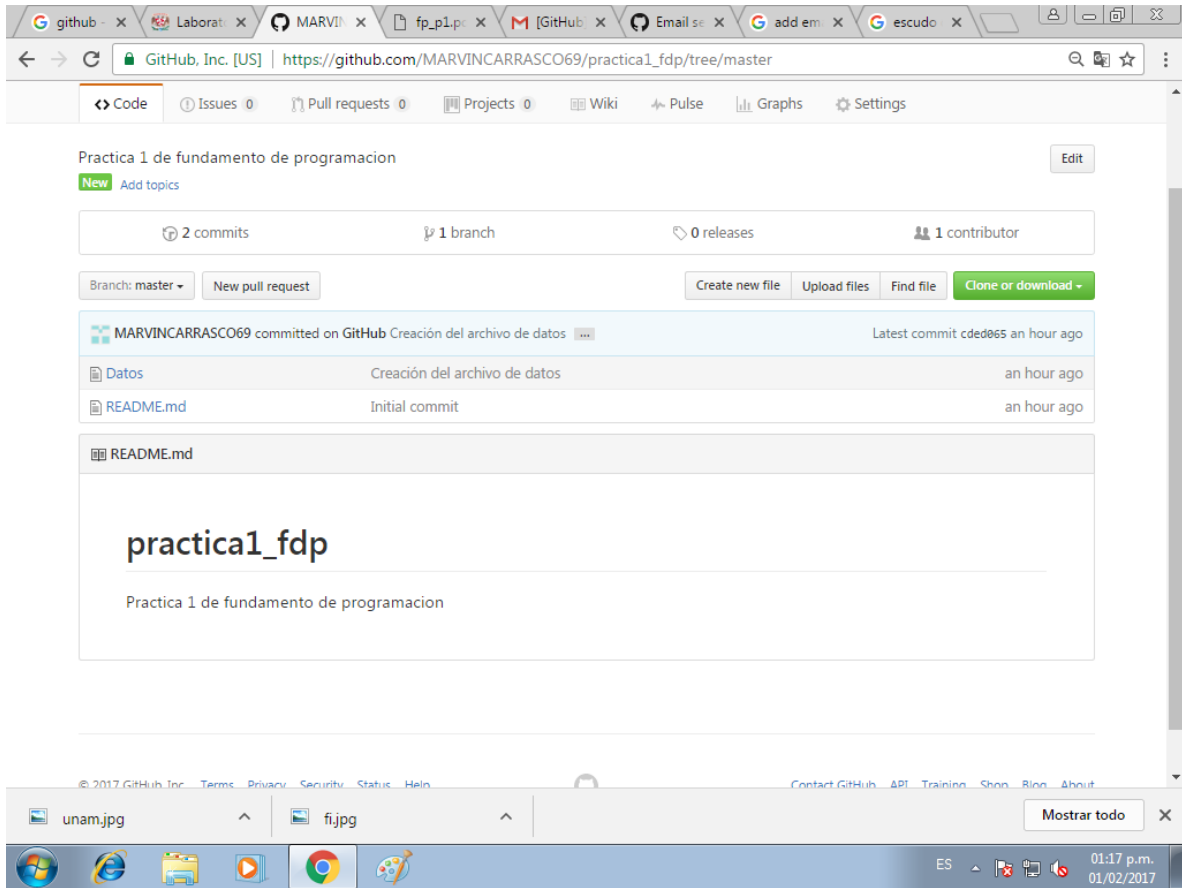 github - Laborato MARVIN fp_p1.pd [GitHub] Email se add em escudo
GitHub, Inc. [US] | https://github.com/MARVINCARRASCO69/practica1_fdp/tree/master
Code Issues 0 Pull requests 0 Projects 0 Wiki Pulse Graphs Settings
Practica 1 de fundamento de programacion Edit
New Add topics
2 commits 1 branch 0 releases 1 contributor
Branch: master New pull request Create new file Upload files Find file Clone or download
MARVINCARRASCO69 committed on GitHub Creación del archivo de datos ... Latest commit cded065 an hour ago
Datos Creación del archivo de datos an hour ago
README.md Initial commit an hour ago
README.md
practica1_fdp
Practica 1 de fundamento de programacion
© 2017 GitHub, Inc. Terms Privacy Security Status Help Contact GitHub API Training Shop Blog About
unam.jpg fi.jpg Mostrar todo
ES 01:17 p.m.
01/02/2017